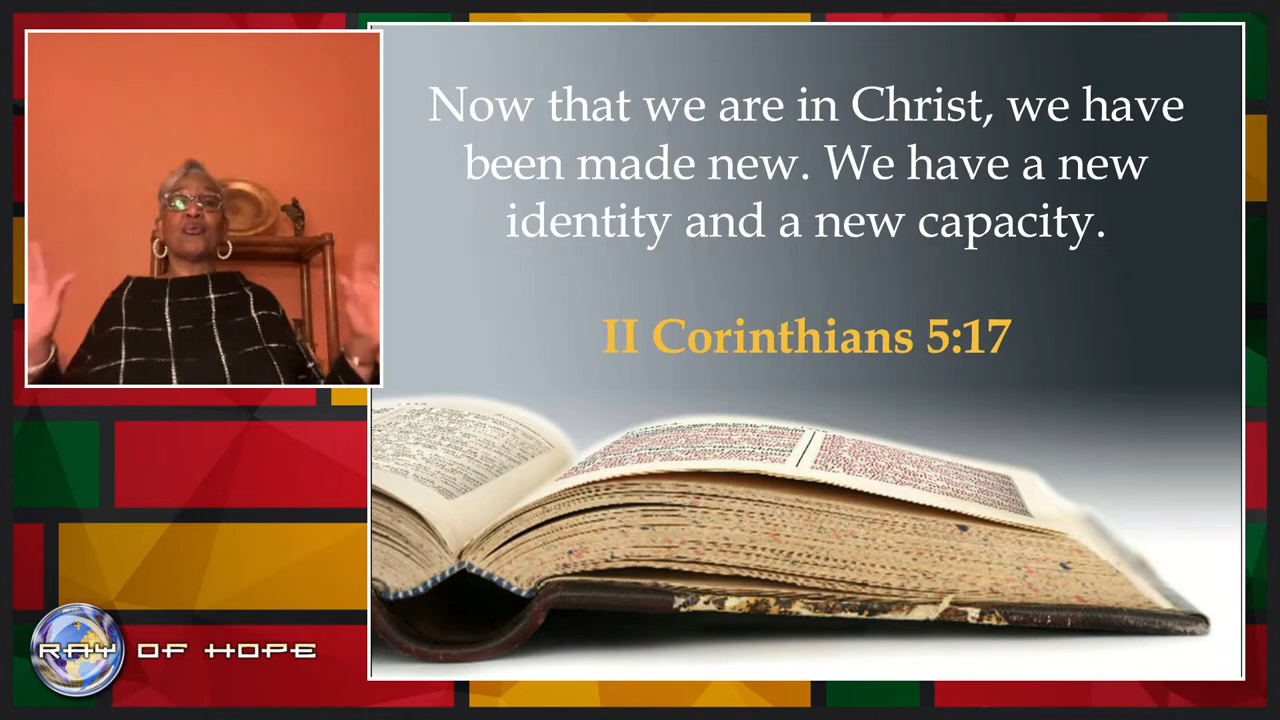 Now that we are in Christ, we have
been made new. We have a new
identity and a new capacity.
II Corinthians 5:17
RAY OF HOPE